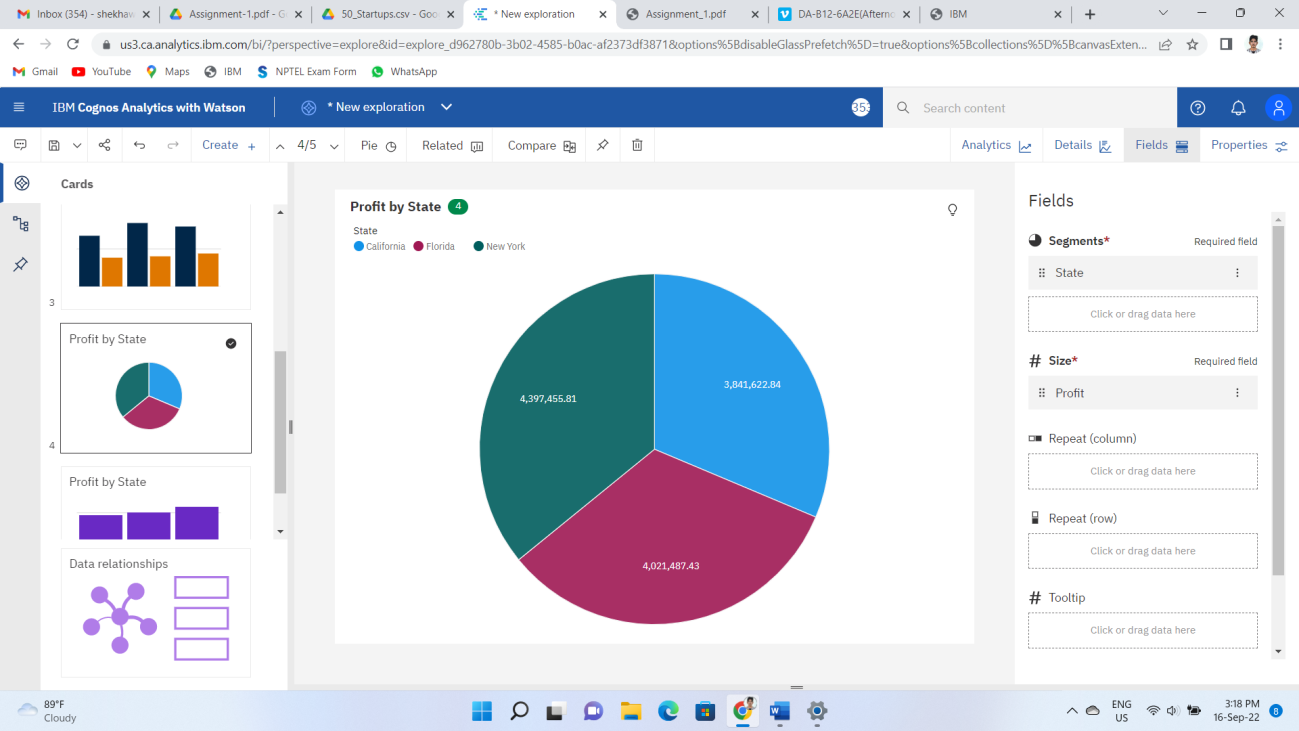 Inbox (354) - shekhaw
Assignment-1.pdf - G
50_Startups.csv - Goo
* New exploration
Assignment_1.pdf
DA-B12-6A2E(Afterno
IBM
us3.ca.analytics.ibm.com/bi/?perspective=explore&id=explore_d962780b-3b02-4585-b0ac-af2373df3871&options%5BdisableGlassPrefetch%5D=true&options%5Bcollections%5D%5BcanvasExten...
Gmail
YouTube
Maps
IBM
NPTEL Exam Form
WhatsApp
IBM Cognos Analytics with Watson
* New exploration
353
Search content
Create +
4/5
Pie
Related
Compare
Analytics
Details
Fields
Properties
Cards
3
Profit by State
4
Profit by State
Data relationships
Profit by State 4
State
California Florida New York
3,841,622.84
4,397,455.81
4,021,487.43
Fields
Segments* Required field
State
Click or drag data here
# Size* Required field
Profit
Repeat (column)
Click or drag data here
Repeat (row)
Click or drag data here
# Tooltip
Click or drag data here
89°F
Cloudy
ENG
US
3:18 PM
16-Sep-22
8